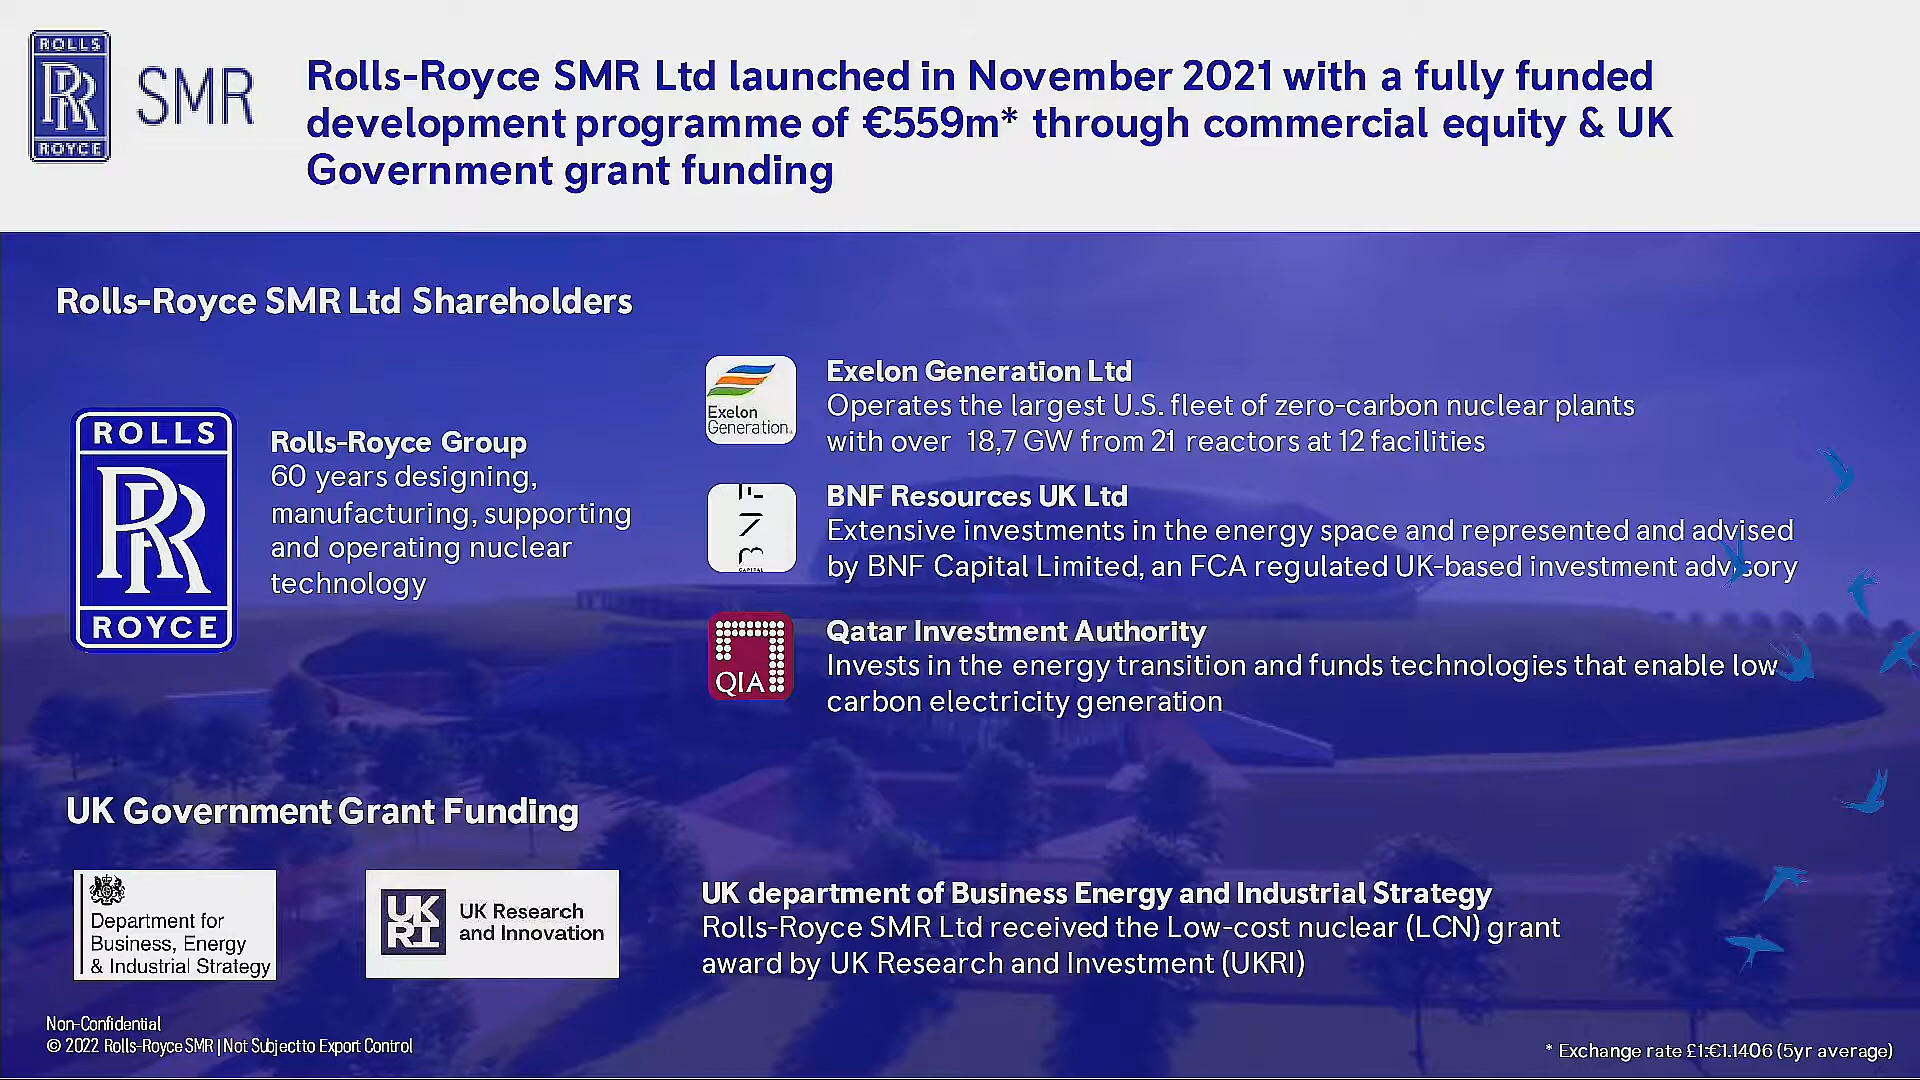 ROLLS
RR
ROYCE
SMR
Rolls-Royce SMR Ltd launched in November 2021 with a fully funded
development programme of €559m* through commercial equity & UK
Government grant funding
Rolls-Royce SMR Ltd Shareholders
ROLLS
RR
ROYCE
Rolls-Royce Group
60 years designing,
manufacturing, supporting
and operating nuclear
technology
Exelon
Generation.
Exelon Generation Ltd
Operates the largest U.S. fleet of zero-carbon nuclear plants
with over 18,7 GW from 21 reactors at 12 facilities
CAPITAL
BNF Resources UK Ltd
Extensive investments in the energy space and represented and advised
by BNF Capital Limited, an FCA regulated UK-based investment advisory
QIA
Qatar Investment Authority
Invests in the energy transition and funds technologies that enable low
carbon electricity generation
UK Government Grant Funding
Department for
Business, Energy
& Industrial Strategy
UK
RI
UK Research
and Innovation
UK department of Business Energy and Industrial Strategy
Rolls-Royce SMR Ltd received the Low-cost nuclear (LCN) grant
award by UK Research and Investment (UKRI)
Non-Confidential
© 2022 Rolls-Royce SMR | Not Subject to Export Control
* Exchange rate £1:€1.1406 (5yr average)